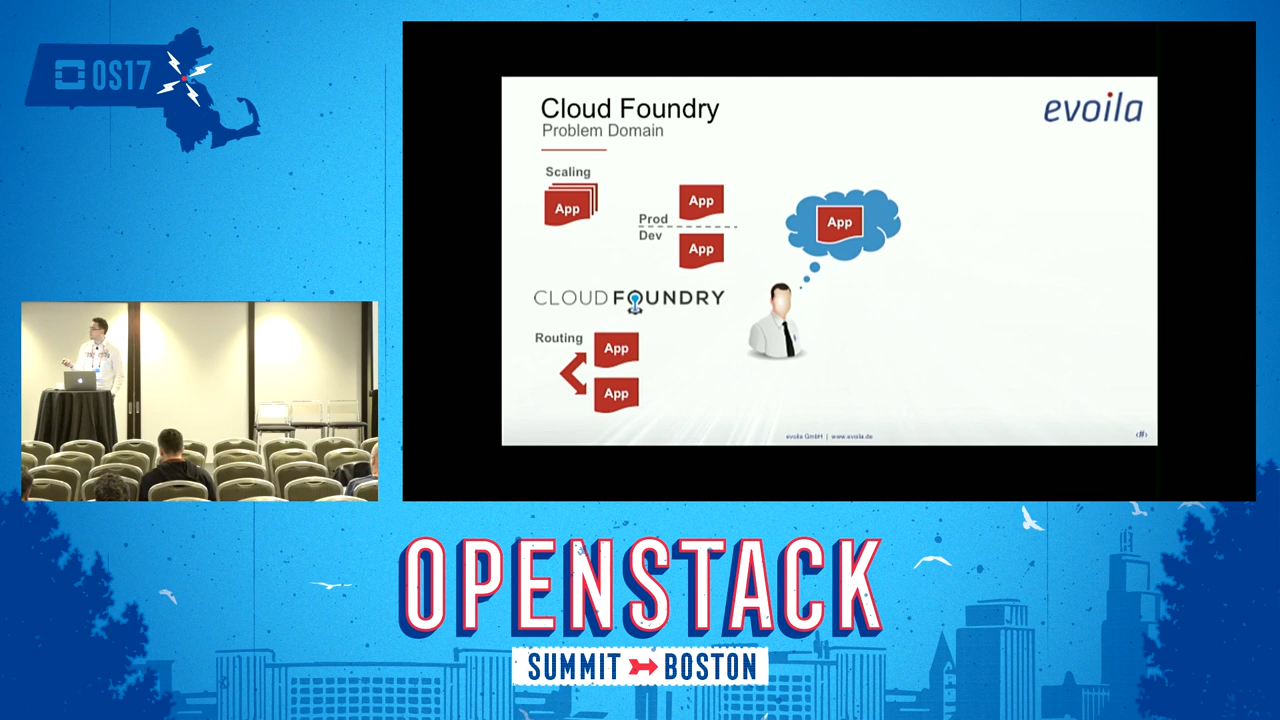 OS17
Cloud Foundry
Problem Domain
evoila
Scaling
App
Prod
Dev
App
App
App
CLOUD FOUNDRY
Routing
App
App
evoila GmbH | www.evoila.de
‹#›
OPENSTACK
SUMMIT BOSTON